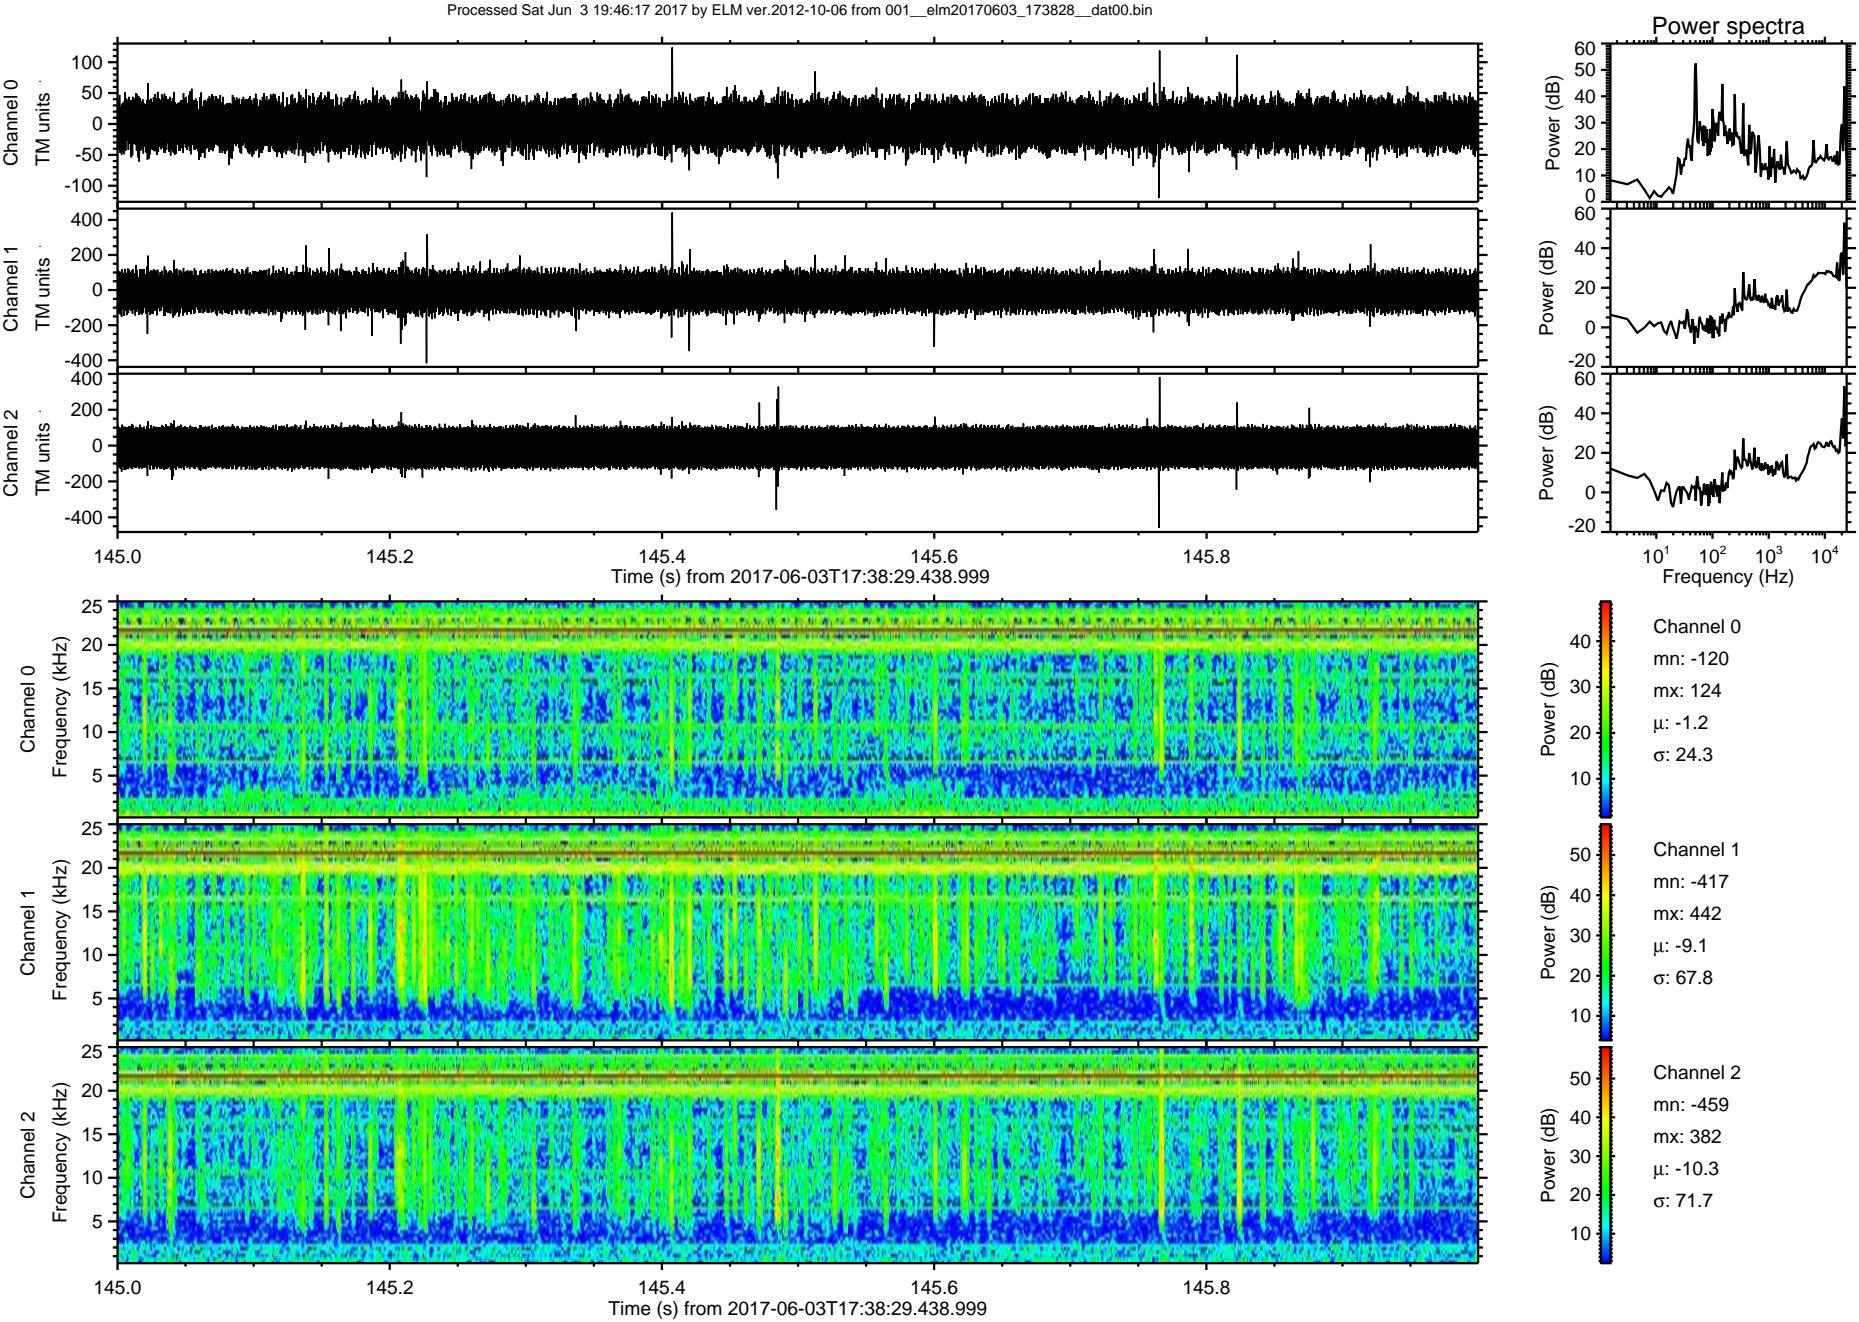 Processed Sat Jun  3 19:46:17 2017 by ELM ver.2012-10-06 from 001__elm20170603_173828__dat00.bin
Power spectra
Channel 0
TM units
100
50
0
-50
-100
Power (dB)
60
50
40
30
20
10
0
Channel 1
TM units
400
200
0
-200
-400
Power (dB)
60
40
20
0
-20
Channel 2
TM units
400
200
0
-200
-400
Power (dB)
60
40
20
0
-20
145.0 145.2 145.4 145.6 145.8
Time (s) from 2017-06-03T17:38:29.438.999
10^1 10^2 10^3 10^4
Frequency (Hz)
Channel 0
Frequency (kHz)
25
20
15
10
5
Power (dB)
40
30
20
10
Channel 0
mn: -120
mx: 124
μ: -1.2
σ: 24.3
Channel 1
Frequency (kHz)
25
20
15
10
5
Power (dB)
50
40
30
20
10
Channel 1
mn: -417
mx: 442
μ: -9.1
σ: 67.8
Channel 2
Frequency (kHz)
25
20
15
10
5
Power (dB)
50
40
30
20
10
Channel 2
mn: -459
mx: 382
μ: -10.3
σ: 71.7
145.0 145.2 145.4 145.6 145.8
Time (s) from 2017-06-03T17:38:29.438.999